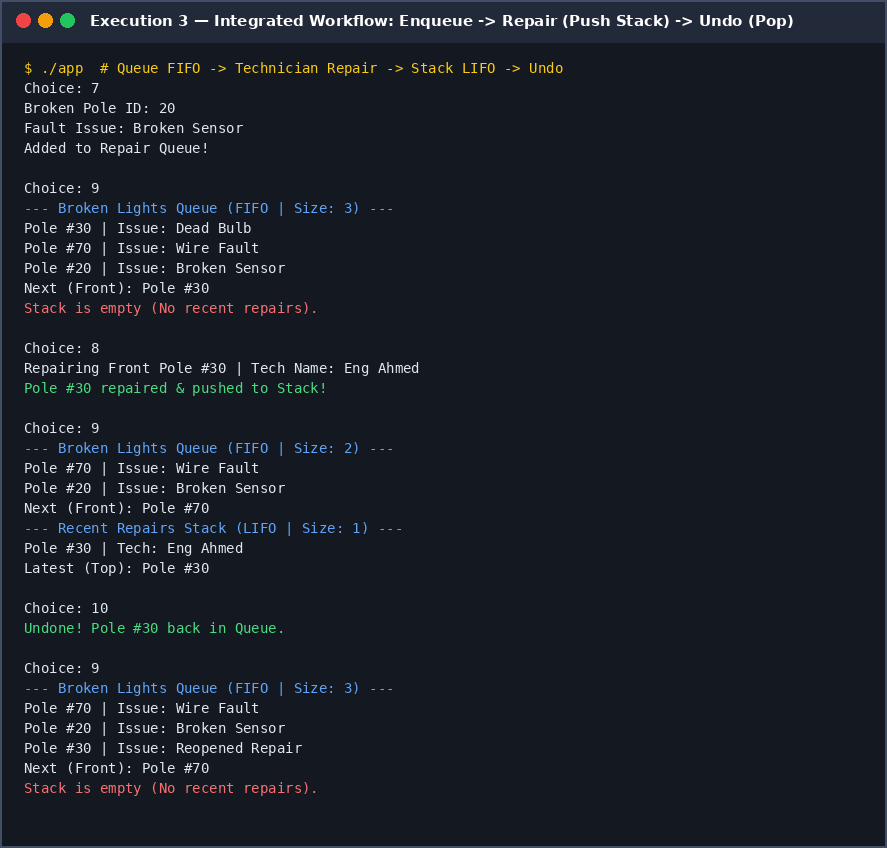 Execution 3 — Integrated Workflow: Enqueue -> Repair (Push Stack) -> Undo (Pop)
$ ./app  # Queue FIFO -> Technician Repair -> Stack LIFO -> Undo
Choice: 7
Broken Pole ID: 20
Fault Issue: Broken Sensor
Added to Repair Queue!
Choice: 9
--- Broken Lights Queue (FIFO | Size: 3) ---
Pole #30 | Issue: Dead Bulb
Pole #70 | Issue: Wire Fault
Pole #20 | Issue: Broken Sensor
Next (Front): Pole #30
Stack is empty (No recent repairs).
Choice: 8
Repairing Front Pole #30 | Tech Name: Eng Ahmed
Pole #30 repaired & pushed to Stack!
Choice: 9
--- Broken Lights Queue (FIFO | Size: 2) ---
Pole #70 | Issue: Wire Fault
Pole #20 | Issue: Broken Sensor
Next (Front): Pole #70
--- Recent Repairs Stack (LIFO | Size: 1) ---
Pole #30 | Tech: Eng Ahmed
Latest (Top): Pole #30
Choice: 10
Undone! Pole #30 back in Queue.
Choice: 9
--- Broken Lights Queue (FIFO | Size: 3) ---
Pole #70 | Issue: Wire Fault
Pole #20 | Issue: Broken Sensor
Pole #30 | Issue: Reopened Repair
Next (Front): Pole #70
Stack is empty (No recent repairs).